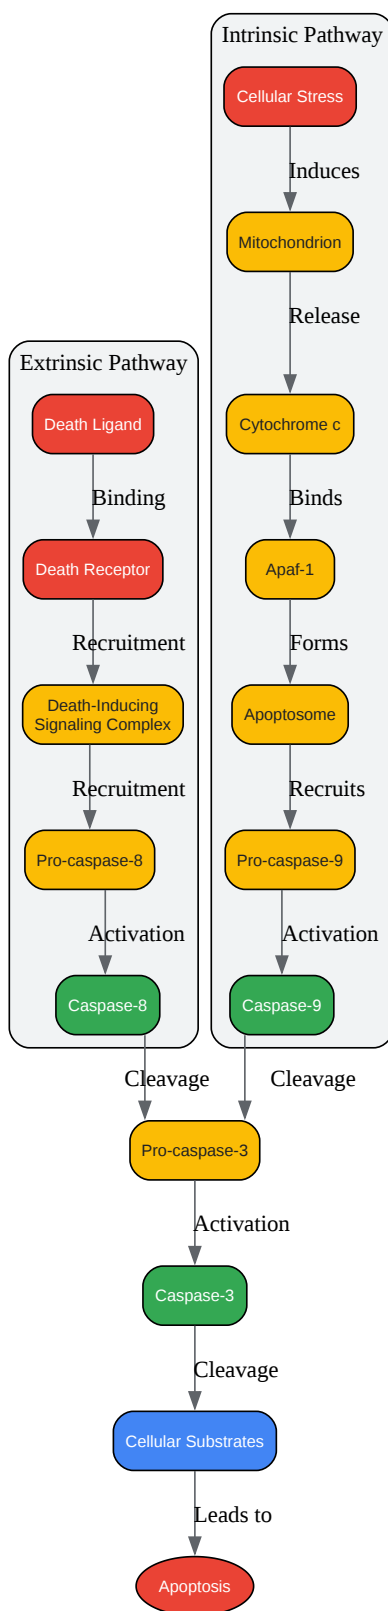 Intrinsic Pathway
Cellular Stress
Induces
Mitochondrion
Release
Cytochrome c
Binds
Apaf-1
Forms
Apoptosome
Recruits
Pro-caspase-9
Activation
Caspase-9
Cleavage
Extrinsic Pathway
Death Ligand
Binding
Death Receptor
Recruitment
Death-Inducing
Signaling Complex
Recruitment
Pro-caspase-8
Activation
Caspase-8
Cleavage
Pro-caspase-3
Activation
Caspase-3
Cleavage
Cellular Substrates
Leads to
Apoptosis